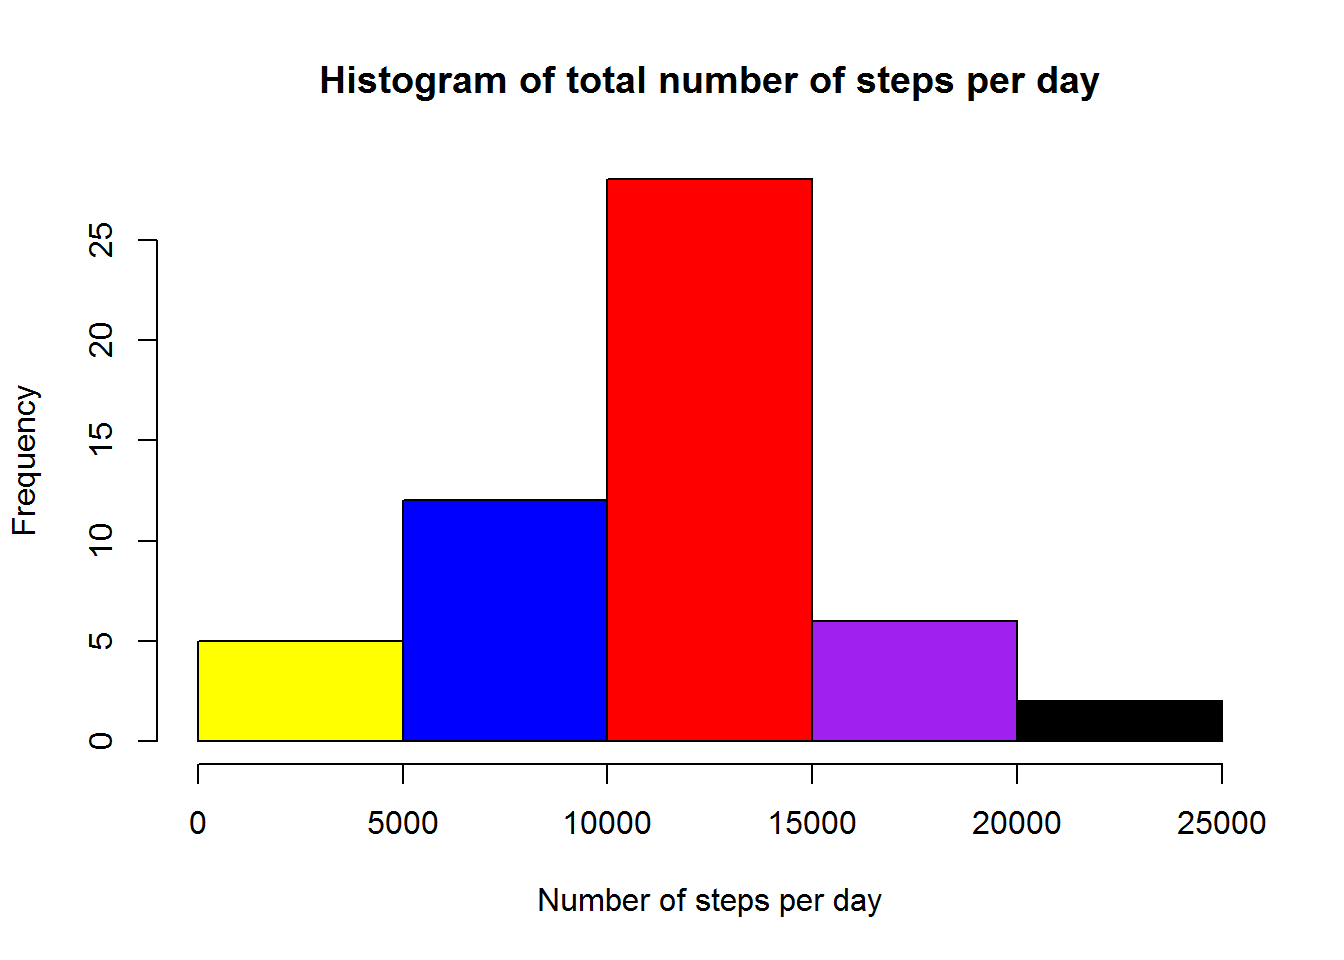 Histogram of total number of steps per day
Frequency
25
20
15
10
5
0
0 5000 10000 15000 20000 25000
Number of steps per day